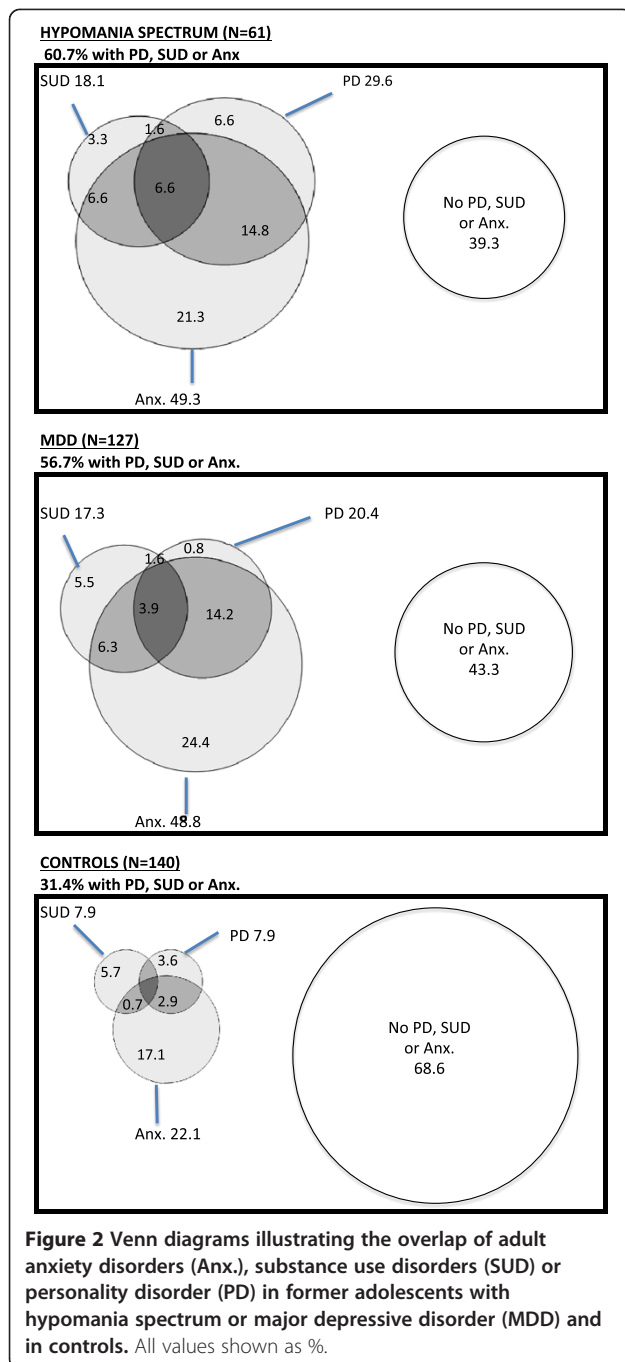 HYPOMANIA SPECTRUM (N=61)
60.7% with PD, SUD or Anx
SUD 18.1
PD 29.6
1.6
6.6
3.3
6.6
6.6
14.8
21.3
Anx. 49.3
No PD, SUD
or Anx.
39.3
MDD (N=127)
56.7% with PD, SUD or Anx.
SUD 17.3
PD 20.4
0.8
1.6
5.5
3.9
14.2
6.3
24.4
Anx. 48.8
No PD, SUD
or Anx.
43.3
CONTROLS (N=140)
31.4% with PD, SUD or Anx.
SUD 7.9
PD 7.9
3.6
5.7
0.7
2.9
17.1
Anx. 22.1
No PD, SUD
or Anx.
68.6
Figure 2 Venn diagrams illustrating the overlap of adult
anxiety disorders (Anx.), substance use disorders (SUD) or
personality disorder (PD) in former adolescents with
hypomania spectrum or major depressive disorder (MDD) and
in controls. All values shown as %.